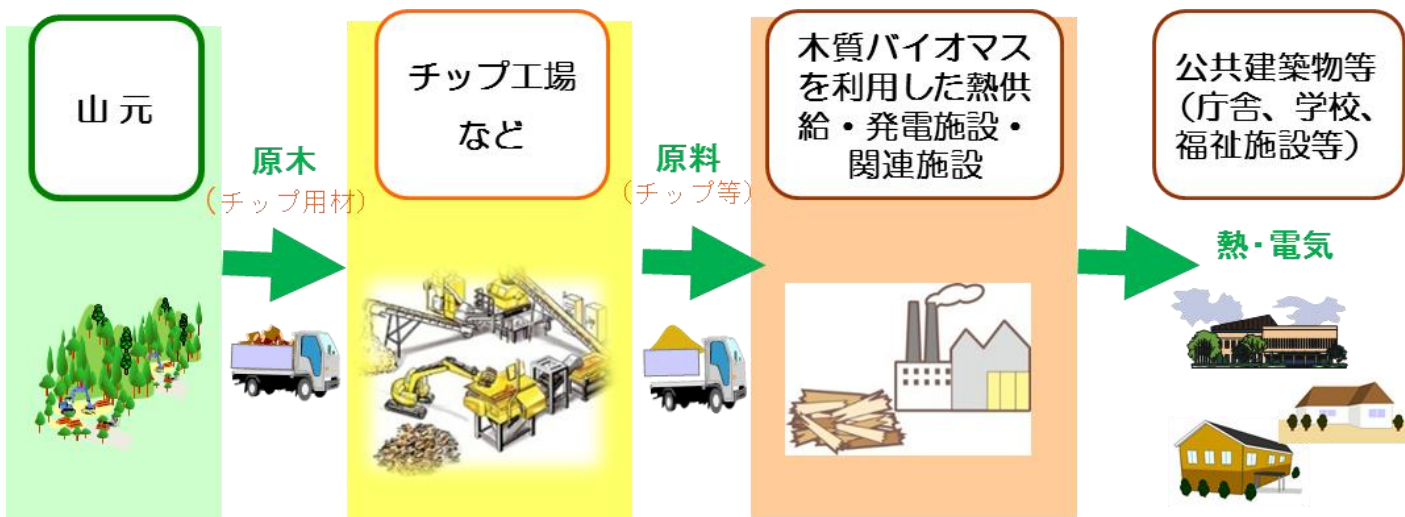 山元
原木
(チップ用材)
チップ工場
など
原料
(チップ等)
木質バイオマス
を利用した熱供
給・発電施設・
関連施設
公共建築物等
(庁舎、学校、
福祉施設等)
熱・電気